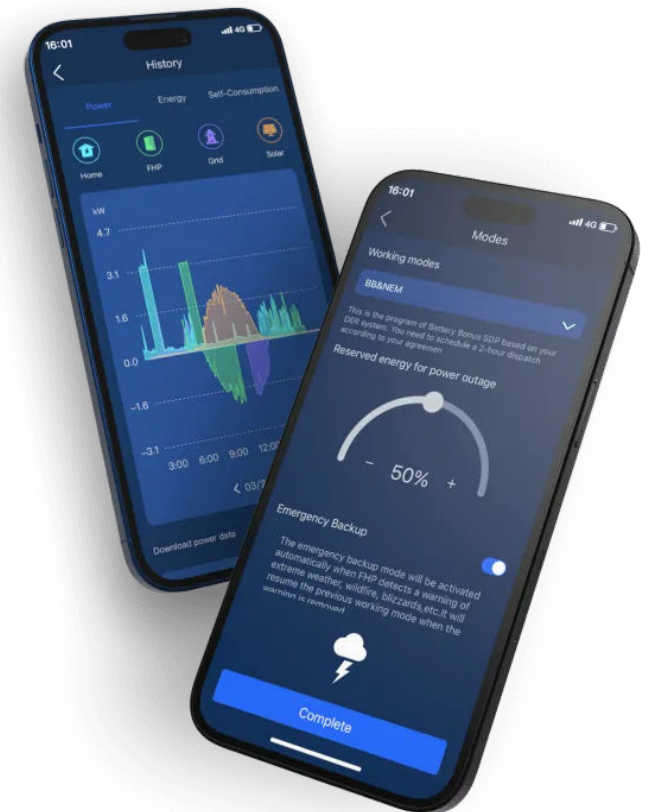 16:01
4G
History
Power Energy Self-Consumption
Home FHP Grid Solar
kW
4.7
3.1
1.6
0.0
-1.6
-3.1
3:00 6:00 9:00 12:00
< 03/2
Download power data
16:01
4G
Modes
Working modes
BB&NEM
This is the program of Battery Bonus SDP based on your
DER system. You need to schedule a 2-hour dispatch
according to your agreemen
Reserved energy for power outage
- 50% +
Emergency Backup
The emergency backup mode will be activated
automatically when FHP detects a warning of
extreme weather, wildfire, blizzards,etc.It will
resume the previous working mode when the
warning is removed
Complete